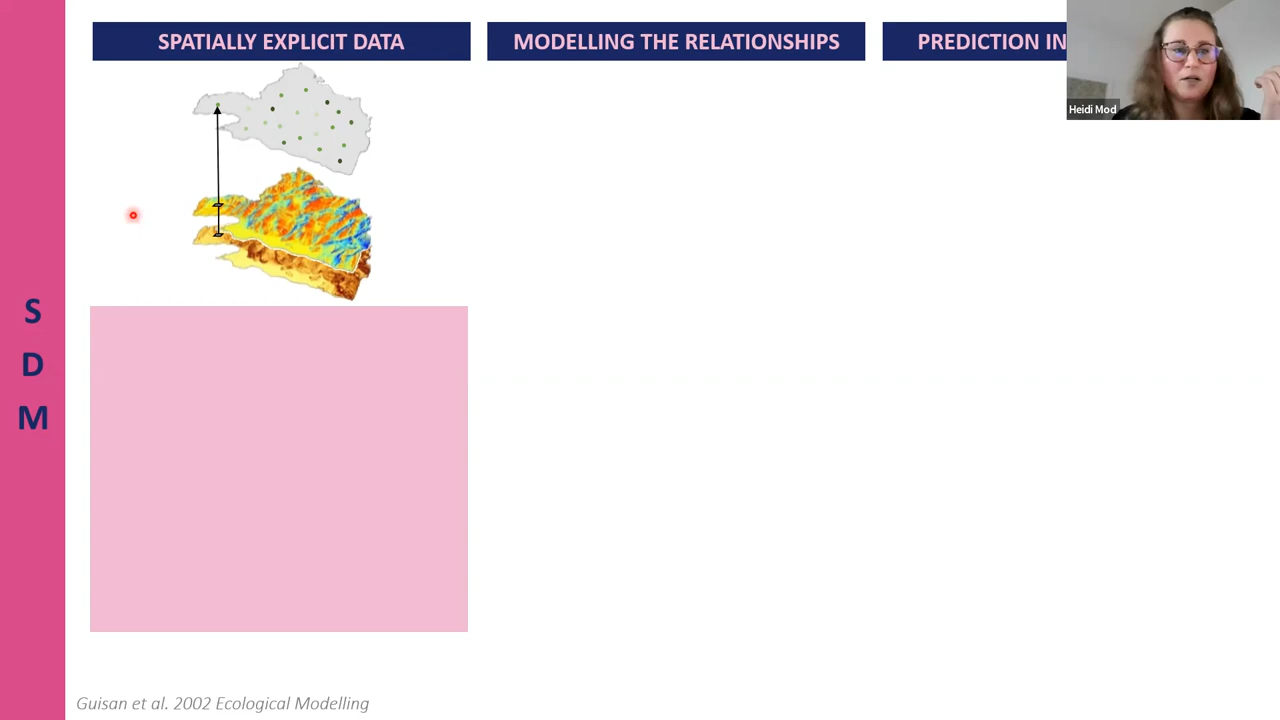 SPATIALLY EXPLICIT DATA
MODELLING THE RELATIONSHIPS
PREDICTION IN
Heidi Mod
S
D
M
Guisan et al. 2002 Ecological Modelling